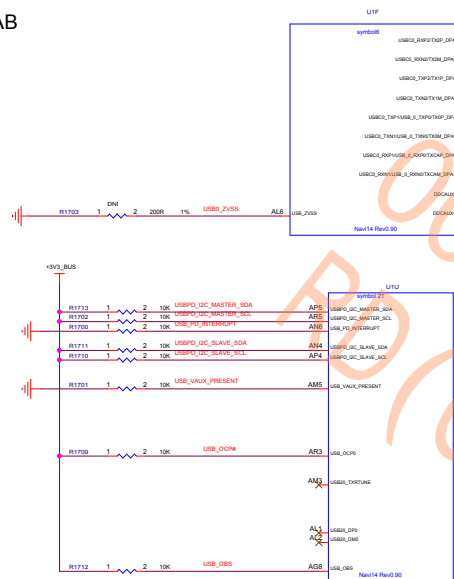 AB
U1F
symbol6
USBC0_RXP2/TX2P_DPA
USBC0_RXN2/TX2M_DPA
USBC0_TXP2/TX1P_DPA
USBC0_TXN2/TX1M_DPA
USBC0_TXP1/USB_0_TXP0/TX0P_DPA
USBC0_TXN1/USB_0_TXN0/TX0M_DPA
USBC0_RXP1/USB_0_RXP0/TXCAP_DPA
USBC0_RXN1/USB_0_RXN0/TXCAM_DPA
DDCAUX
DNI
R1703 1 2 200R 1% USB0_ZVSS AL6 USB_ZVSS DDCAUX
Navi14 Rev0.90
+3V3_BUS
U1U
symbol 21
R1713 1 2 10K USBPD_I2C_MASTER_SDA AP5 USBPD_I2C_MASTER_SDA
R1702 1 2 10K USBPD_I2C_MASTER_SCL AR5 USBPD_I2C_MASTER_SCL
R1700 1 2 10K USB_PD_INTERRUPT AN6 USB_PD_INTERRUPT
R1711 1 2 10K USBPD_I2C_SLAVE_SDA AN4 USBPD_I2C_SLAVE_SDA
R1710 1 2 10K USBPD_I2C_SLAVE_SCL AP4 USBPD_I2C_SLAVE_SCL
R1701 1 2 10K USB_VAUX_PRESENT AM5 USB_VAUX_PRESENT
R1709 1 2 10K USB_OCP# AR3 USB_OCP0
AM3 USB20_TXRTUNE
AL1 USB20_DP0
AL2 USB20_DM0
R1712 1 2 10K USB_OBS AG8 USB_OBS
Navi14 Rev0.90